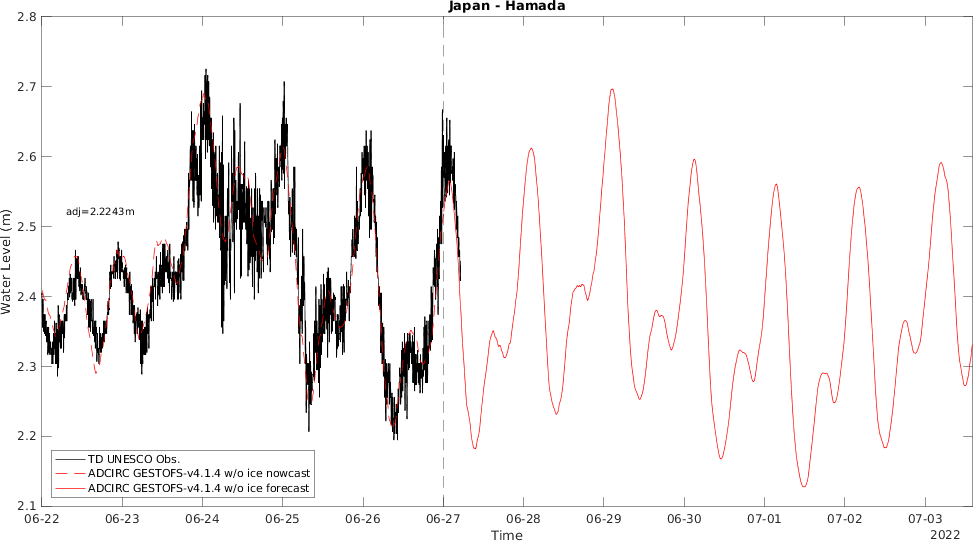 Japan - Hamada
2.8
2.7
2.6
2.5
2.4
2.3
2.2
2.1
Water Level (m)
adj=2.2243m
TD UNESCO Obs.
ADCIRC GESTOFS-v4.1.4 w/o ice nowcast
ADCIRC GESTOFS-v4.1.4 w/o ice forecast
06-22 06-23 06-24 06-25 06-26 06-27 06-28 06-29 06-30 07-01 07-02 07-03
Time
2022